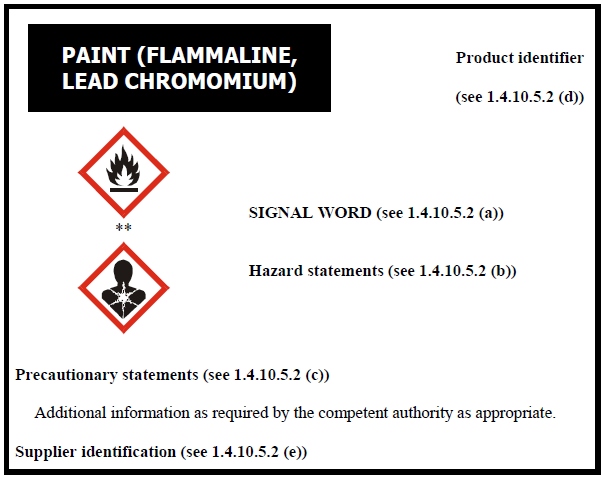 PAINT (FLAMMALINE,
LEAD CHROMOMIUM)
Product identifier
(see 1.4.10.5.2 (d))
**
SIGNAL WORD (see 1.4.10.5.2 (a))
Hazard statements (see 1.4.10.5.2 (b))
Precautionary statements (see 1.4.10.5.2 (c))
Additional information as required by the competent authority as appropriate.
Supplier identification (see 1.4.10.5.2 (e))